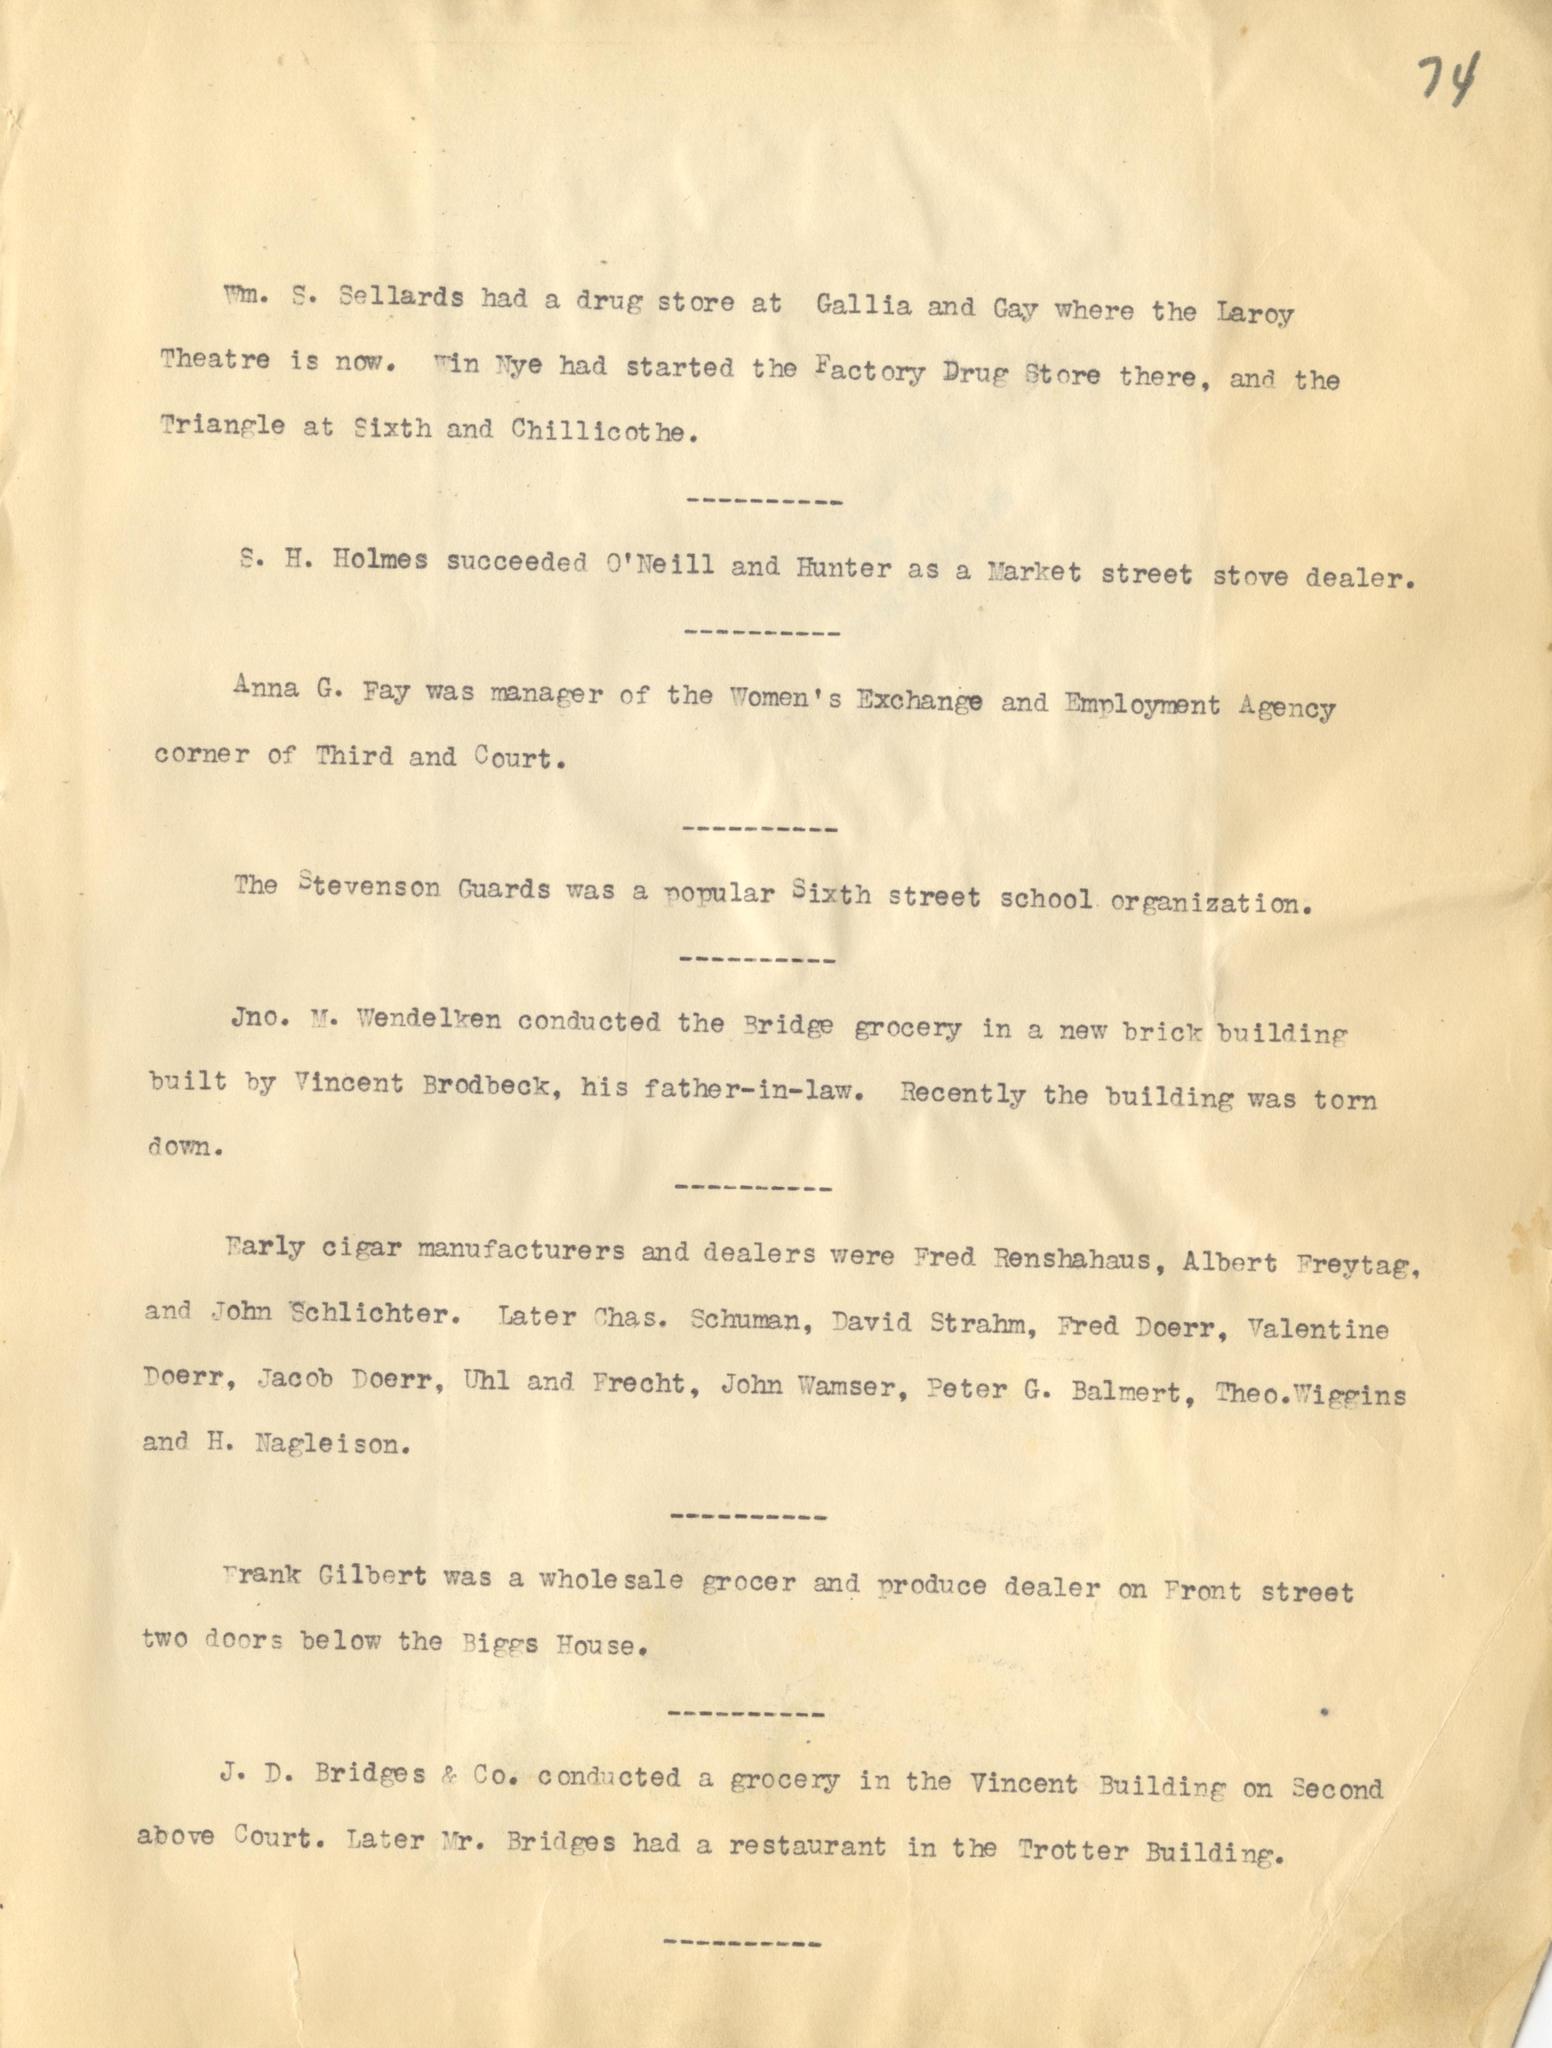 74
Wm. S. Sellards had a drug store at Gallia and Gay where the Laroy
Theatre is now. Win Nye had started the Factory Drug Store there, and the
Triangle at Sixth and Chillicothe.
----------
S. H. Holmes succeeded O'Neill and Hunter as a Market street stove dealer.
----------
Anna G. Fay was manager of the Women's Exchange and Employment Agency
corner of Third and Court.
----------
The Stevenson Guards was a popular Sixth street school organization.
----------
Jno. M. Wendelken conducted the Bridge grocery in a new brick building
built by Vincent Brodbeck, his father-in-law. Recently the building was torn
down.
----------
Early cigar manufacturers and dealers were Fred Renshahaus, Albert Freytag,
and John Schlichter. Later Chas. Schuman, David Strahm, Fred Doerr, Valentine
Doerr, Jacob Doerr, Uhl and Frecht, John Wamser, Peter G. Balmert, Theo.Wiggins
and H. Nagleison.
----------
Frank Gilbert was a wholesale grocer and produce dealer on Front street
two doors below the Biggs House.
----------
J. D. Bridges & Co. conducted a grocery in the Vincent Building on Second
above Court. Later Mr. Bridges had a restaurant in the Trotter Building.
----------